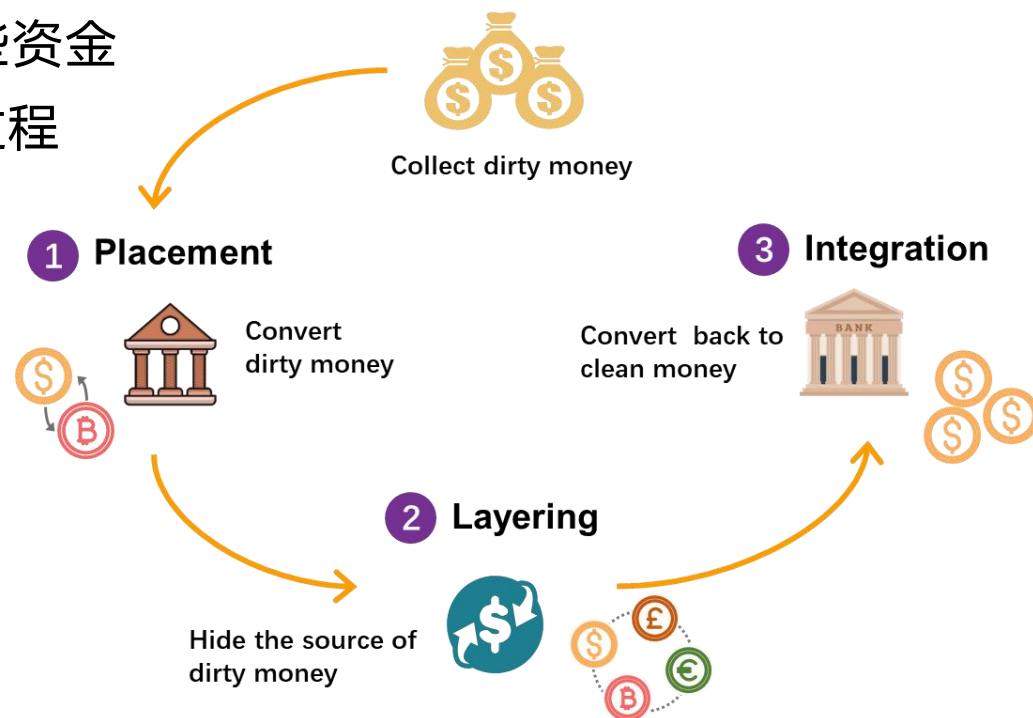 资金
程
Collect dirty money
1 Placement
Convert
dirty money
3 Integration
Convert back to
clean money
BANK
2 Layering
Hide the source of
dirty money